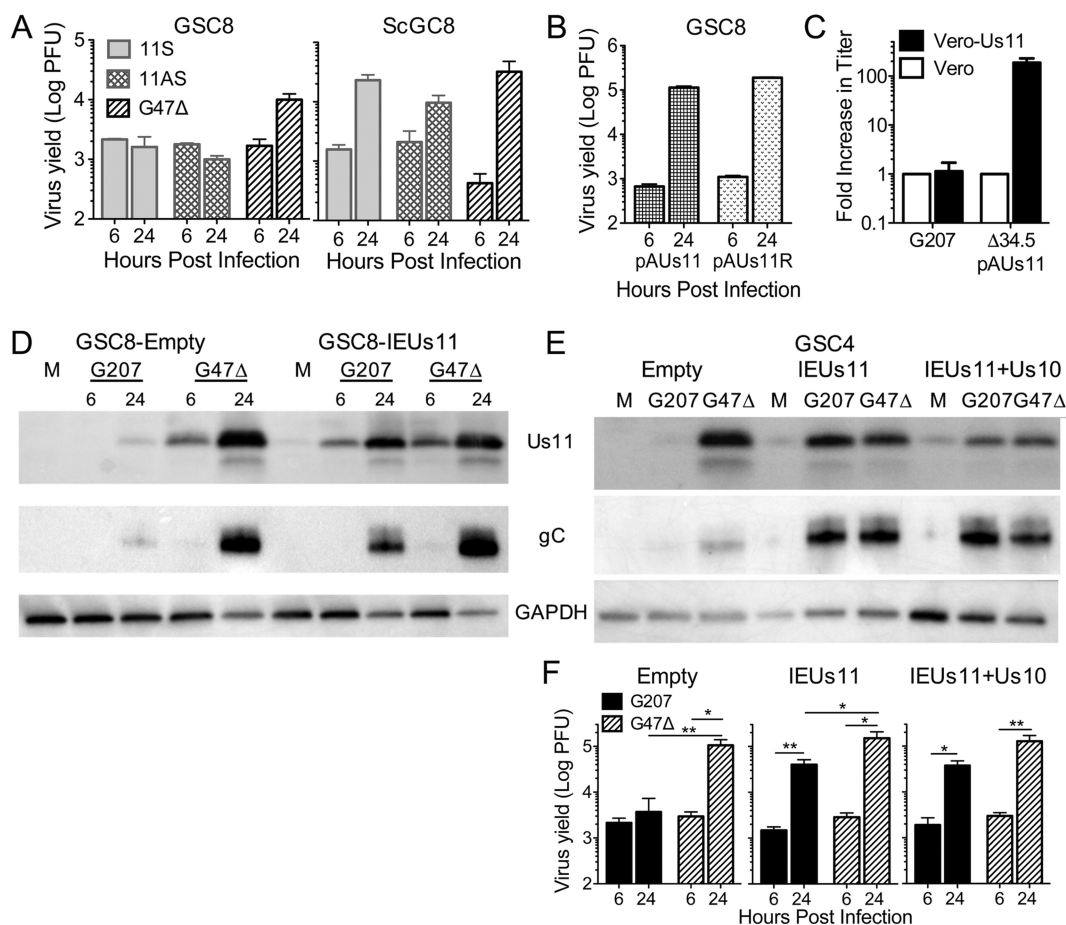 A
GSC8
ScGC8
Virus yield (Log PFU)
5
4
3
2
11S
11AS
G47Δ
6 24 6 24 6 24
6 24 6 24 6 24
Hours Post Infection
Hours Post Infection
B
GSC8
Virus yield (Log PFU)
6
5
4
3
2
6 24 6 24
pAUs11 pAUs11R
Hours Post Infection
C
Fold Increase in Titer
100
10
1
0.1
Vero-Us11
Vero
G207 Δ34.5
pAUs11
D
GSC8-Empty GSC8-IEUs11
M G207 G47Δ M G207 G47Δ
6 24 6 24 6 24 6 24
Us11
gC
GAPDH
E
GSC4
Empty IEUs11 IEUs11+Us10
M G207 G47Δ M G207 G47Δ M G207 G47Δ
F
Empty IEUs11 IEUs11+Us10
G207
G47Δ
Virus yield (Log PFU)
5
4
3
2
* ** ** * * * **
6 24 6 24 6 24 6 24 6 24 6 24
Hours Post Infection